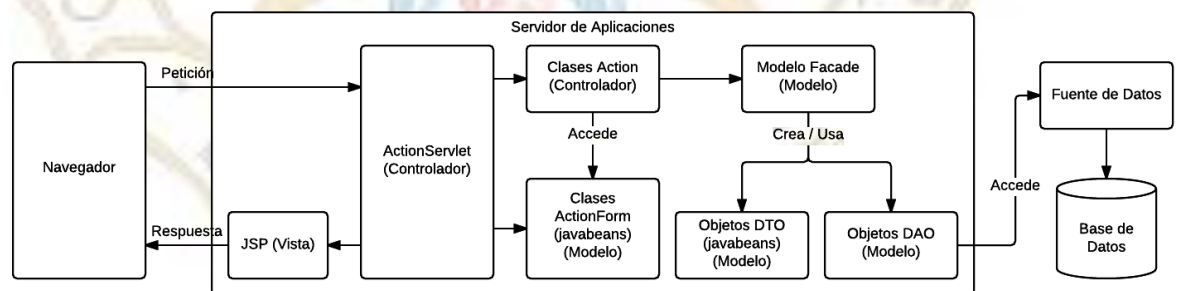 Servidor de Aplicaciones
Navegador
Petición
Respuesta
JSP (Vista)
ActionServlet
(Controlador)
Clases Action
(Controlador)
Accede
Clases
ActionForm
(javabeans)
(Modelo)
Modelo Facade
(Modelo)
Crea / Usa
Objetos DTO
(javabeans)
(Modelo)
Objetos DAO
(Modelo)
Accede
Fuente de Datos
Base de
Datos